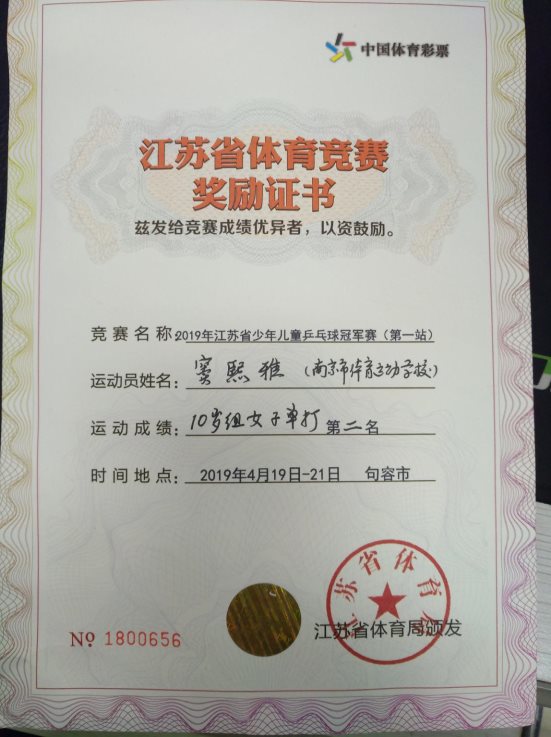 中国体育彩票
江苏省体育竞赛
奖励证书
兹发给竞赛成绩优异者，以资鼓励。
竞赛名称：2019年江苏省少年儿童乒乓球冠军赛（第一站）
运动员姓名：窦熙雅（南京市体育运动学校）
运动成绩：10岁组女子单打 第二名
时间地点：2019年4月19日-21日 句容市
江苏省体育局
江苏省体育局颁发
№ 1800656